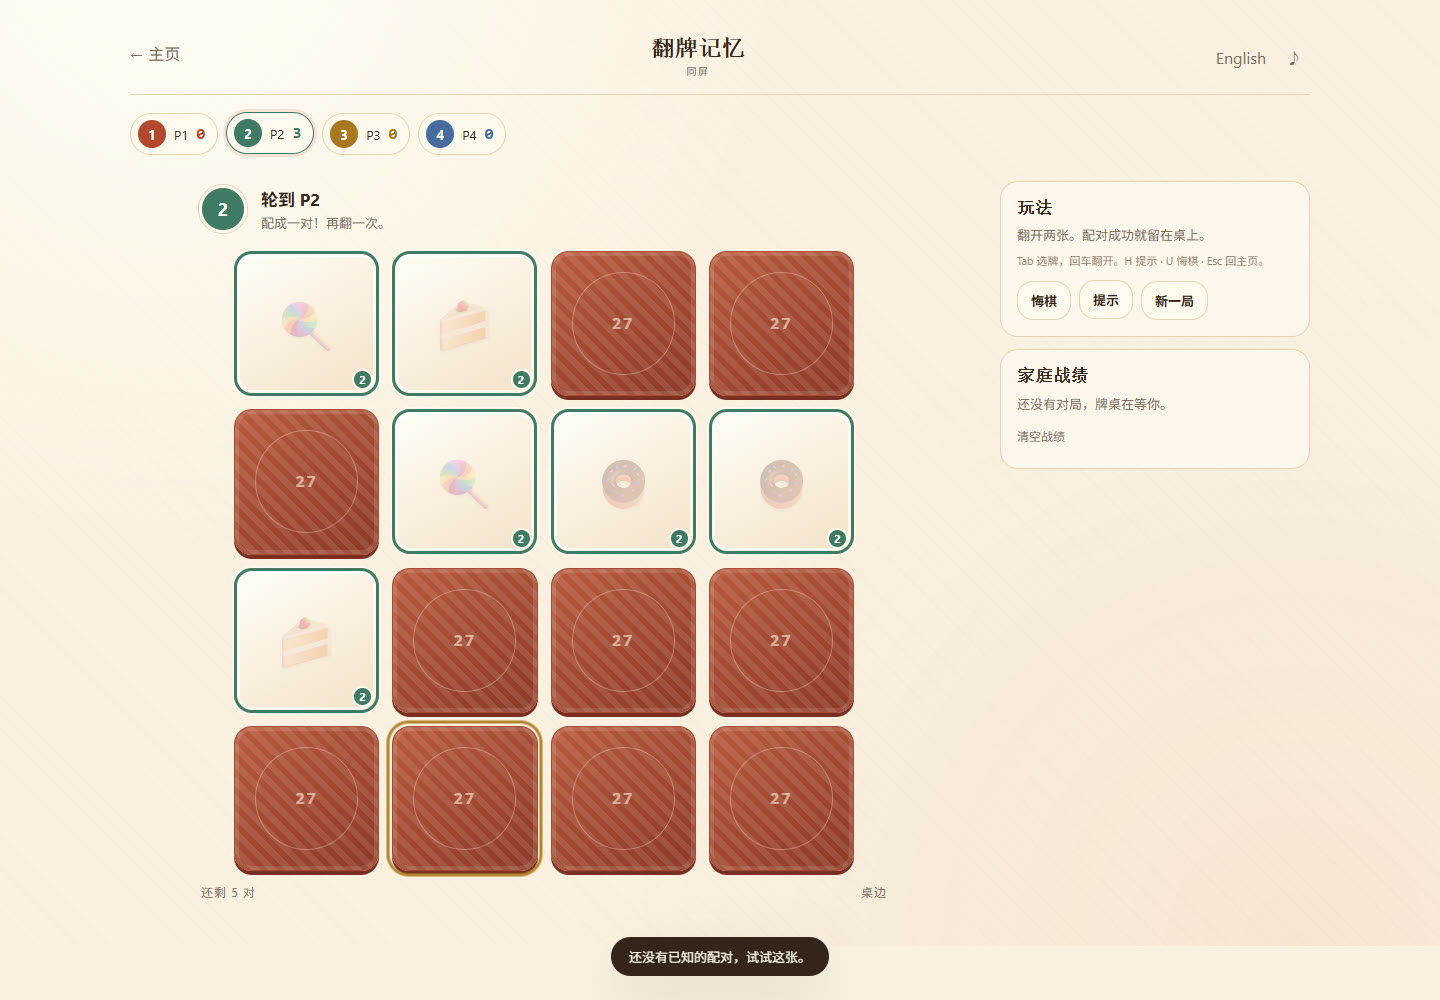 ← 主页
翻牌记忆
同屏
English ♪
1 P1 0
2 P2 3
3 P3 0
4 P4 0
2
轮到 P2
配成一对！再翻一次。
2
2
27
27
27
2
2
2
2
27
27
27
27
27
27
27
还剩 5 对
桌边
玩法
翻开两张。配对成功就留在桌上。
Tab 选牌，回车翻开。H 提示 · U 悔棋 · Esc 回主页。
悔棋
提示
新一局
家庭战绩
还没有对局，牌桌在等你。
清空战绩
还没有已知的配对，试试这张。